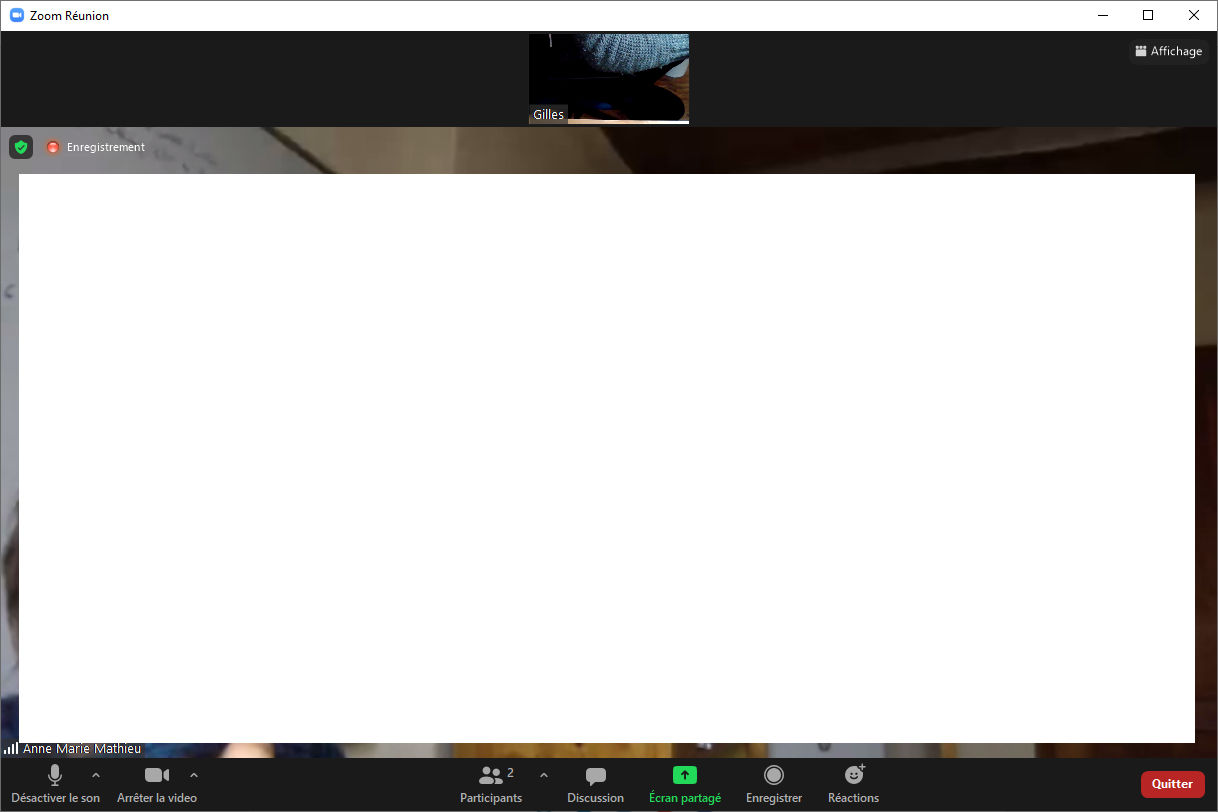 Zoom Réunion
Affichage
Gilles
Enregistrement
Anne Marie Mathieu
Désactiver le son
Arrêter la video
Participants
2
Discussion
Écran partagé
Enregistrer
Réactions
Quitter